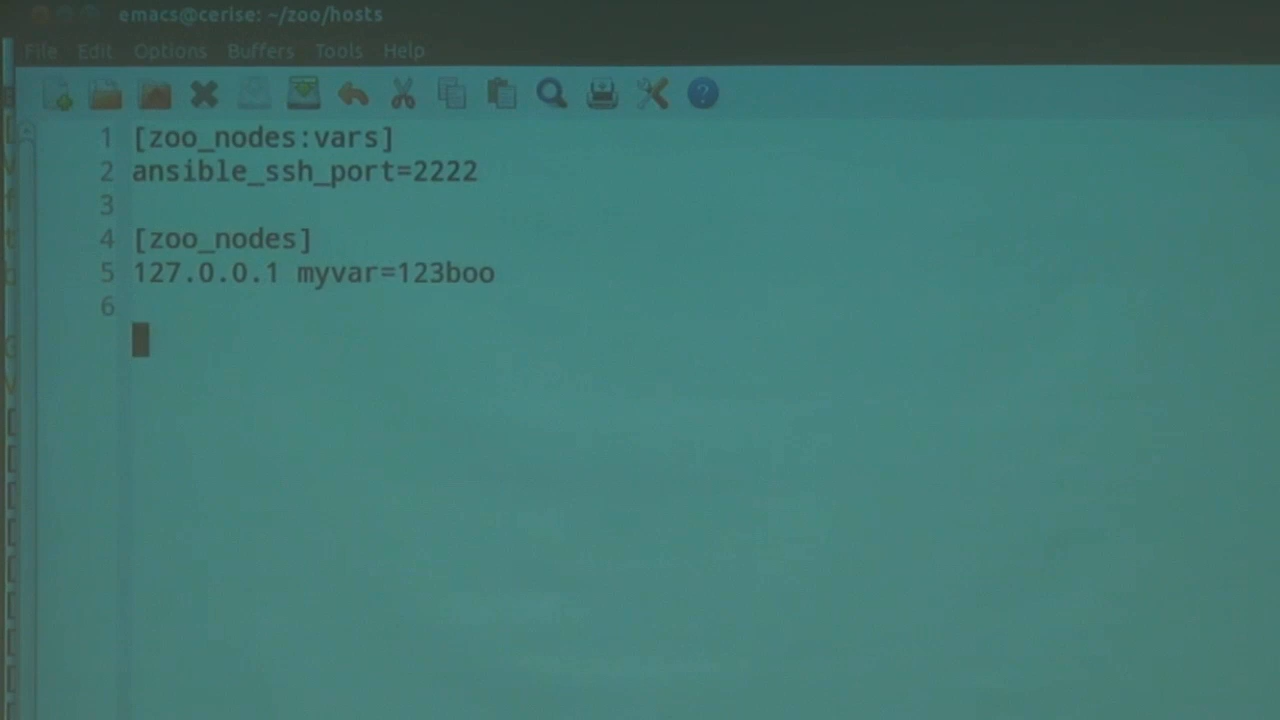 emacs@cerise: ~/zoo/hosts
File Edit Options Buffers Tools Help
1 [zoo_nodes:vars]
2 ansible_ssh_port=2222
3
4 [zoo_nodes]
5 127.0.0.1 myvar=123boo
6